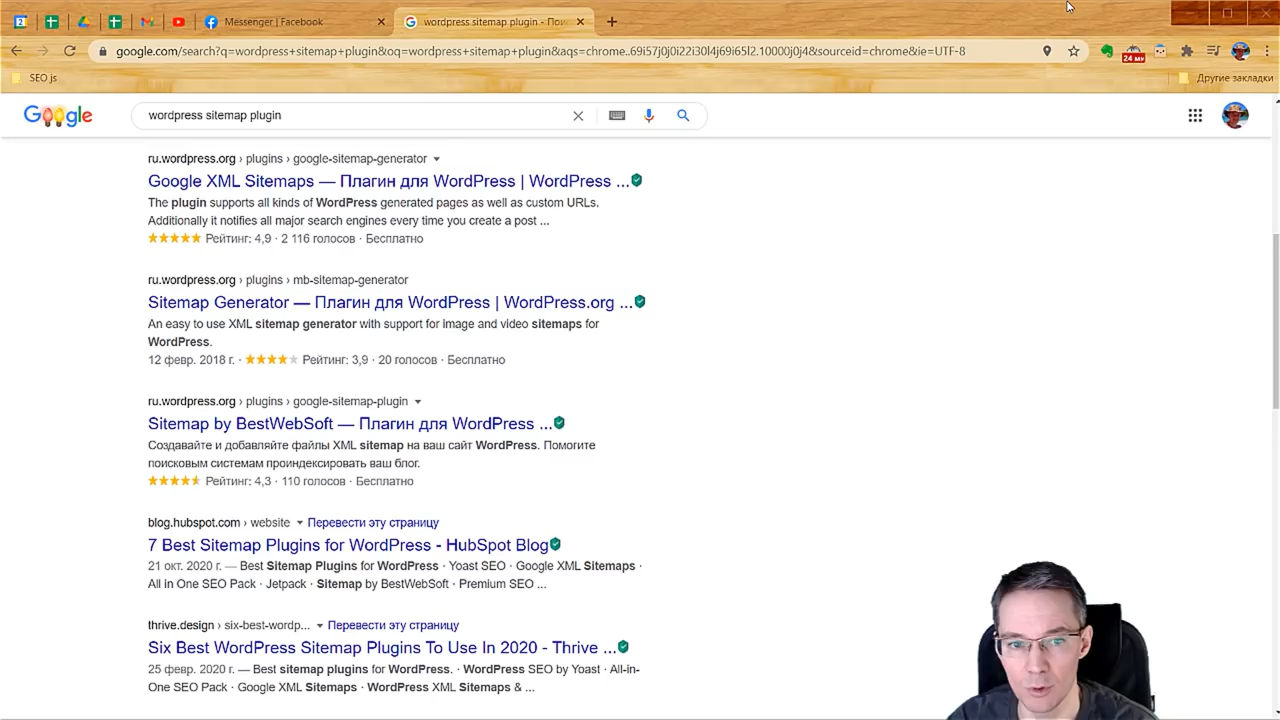 Messenger | Facebook
wordpress sitemap plugin - Пои
google.com/search?q=wordpress+sitemap+plugin&oq=wordpress+sitemap+plugin&aqs=chrome..69i57j0j0i22i30l4j69i65l2.10000j0j4&sourceid=chrome&ie=UTF-8
24 мя
SEO js
Другие закладки
Google
wordpress sitemap plugin
ru.wordpress.org › plugins › google-sitemap-generator
Google XML Sitemaps — Плагин для WordPress | WordPress ...
The plugin supports all kinds of WordPress generated pages as well as custom URLs.
Additionally it notifies all major search engines every time you create a post ...
★★★★★ Рейтинг: 4,9 · 2 116 голосов · Бесплатно
ru.wordpress.org › plugins › mb-sitemap-generator
Sitemap Generator — Плагин для WordPress | WordPress.org ...
An easy to use XML sitemap generator with support for image and video sitemaps for
WordPress.
12 февр. 2018 г. · ★★★★★ Рейтинг: 3,9 · 20 голосов · Бесплатно
ru.wordpress.org › plugins › google-sitemap-plugin
Sitemap by BestWebSoft — Плагин для WordPress ...
Создавайте и добавляйте файлы XML sitemap на ваш сайт WordPress. Помогите
поисковым системам проиндексировать ваш блог.
★★★★★ Рейтинг: 4,3 · 110 голосов · Бесплатно
blog.hubspot.com › website Перевести эту страницу
7 Best Sitemap Plugins for WordPress - HubSpot Blog
21 окт. 2020 г. — Best Sitemap Plugins for WordPress · Yoast SEO · Google XML Sitemaps ·
All in One SEO Pack · Jetpack · Sitemap by BestWebSoft · Premium SEO ...
thrive.design › six-best-wordp... Перевести эту страницу
Six Best WordPress Sitemap Plugins To Use In 2020 - Thrive ...
25 февр. 2020 г. — Best sitemap plugins for WordPress. · WordPress SEO by Yoast · All-in-
One SEO Pack · Google XML Sitemaps · WordPress XML Sitemaps & ...